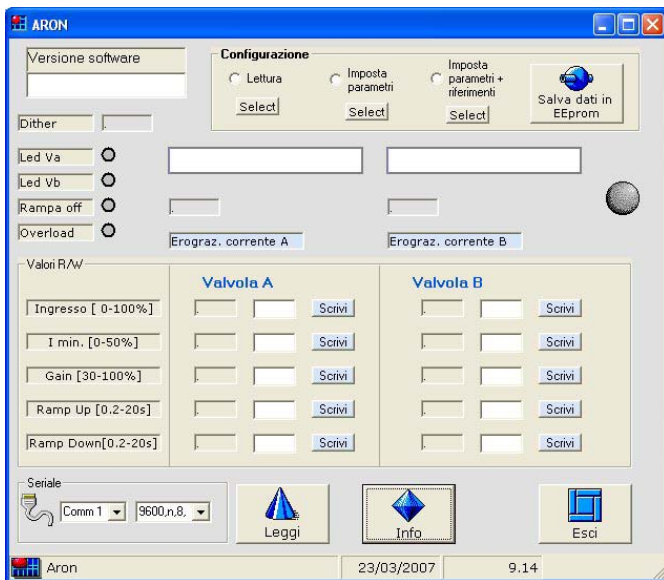 ARON
Versione software
Configurazione
Lettura
Imposta
parametri
Imposta
parametri +
riferimenti
Select
Select
Select
Salva dati in
EEprom
Dither
.
Led Va
Led Vb
Rampa off
.
.
Overload
Erograz. corrente A
Erograz. corrente B
Valori R/W
Valvola A
Valvola B
Ingresso [ 0-100%]
.
Scrivi
.
Scrivi
I min. [0-50%]
.
Scrivi
.
Scrivi
Gain [30-100%]
.
Scrivi
.
Scrivi
Ramp Up [0.2-20s]
.
Scrivi
.
Scrivi
Ramp Down[0.2-20s]
.
Scrivi
.
Scrivi
Seriale
Comm 1
9600,n,8,
Leggi
Info
Esci
Aron
23/03/2007
9.14